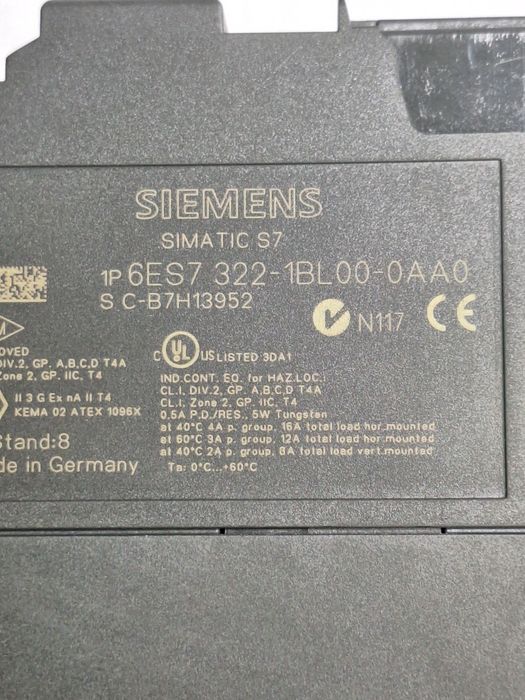 SIEMENS
SIMATIC S7
1P 6ES7 322-1BL00-0AA0
S C-B7H13952
N117 CE
C UL US LISTED 3DA1
IND.CONT. EQ. for HAZ.LOC.:
CL.I, DIV.2, GP. A,B,C,D T4A
CL.I, Zone 2, GP. IIC, T4
0.5A P.D./RES., 5W Tungsten
at 40°C 4A p. group, 16A total load hor.mounted
at 60°C 3A p. group, 12A total load hor.mounted
at 40°C 2A p. group, 8A total load vert.mounted
Ta: 0°C...+60°C
M
OVED
DIV.2, GP. A,B,C,D T4A
Zone 2, GP. IIC, T4
II 3 G Ex nA II T4
KEMA 02 ATEX 1096X
Stand:8
de in Germany